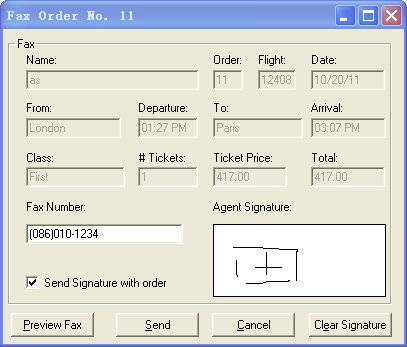 Fax Order No. 11
Fax
Name: Order: Flight: Date:
as 11 12408 10/20/11
From: Departure: To: Arrival:
London 01:27 PM Paris 03:07 PM
Class: # Tickets: Ticket Price: Total:
First 1 417.00 417.00
Fax Number: Agent Signature:
(086)010-1234
Send Signature with order
Preview Fax Send Cancel Clear Signature